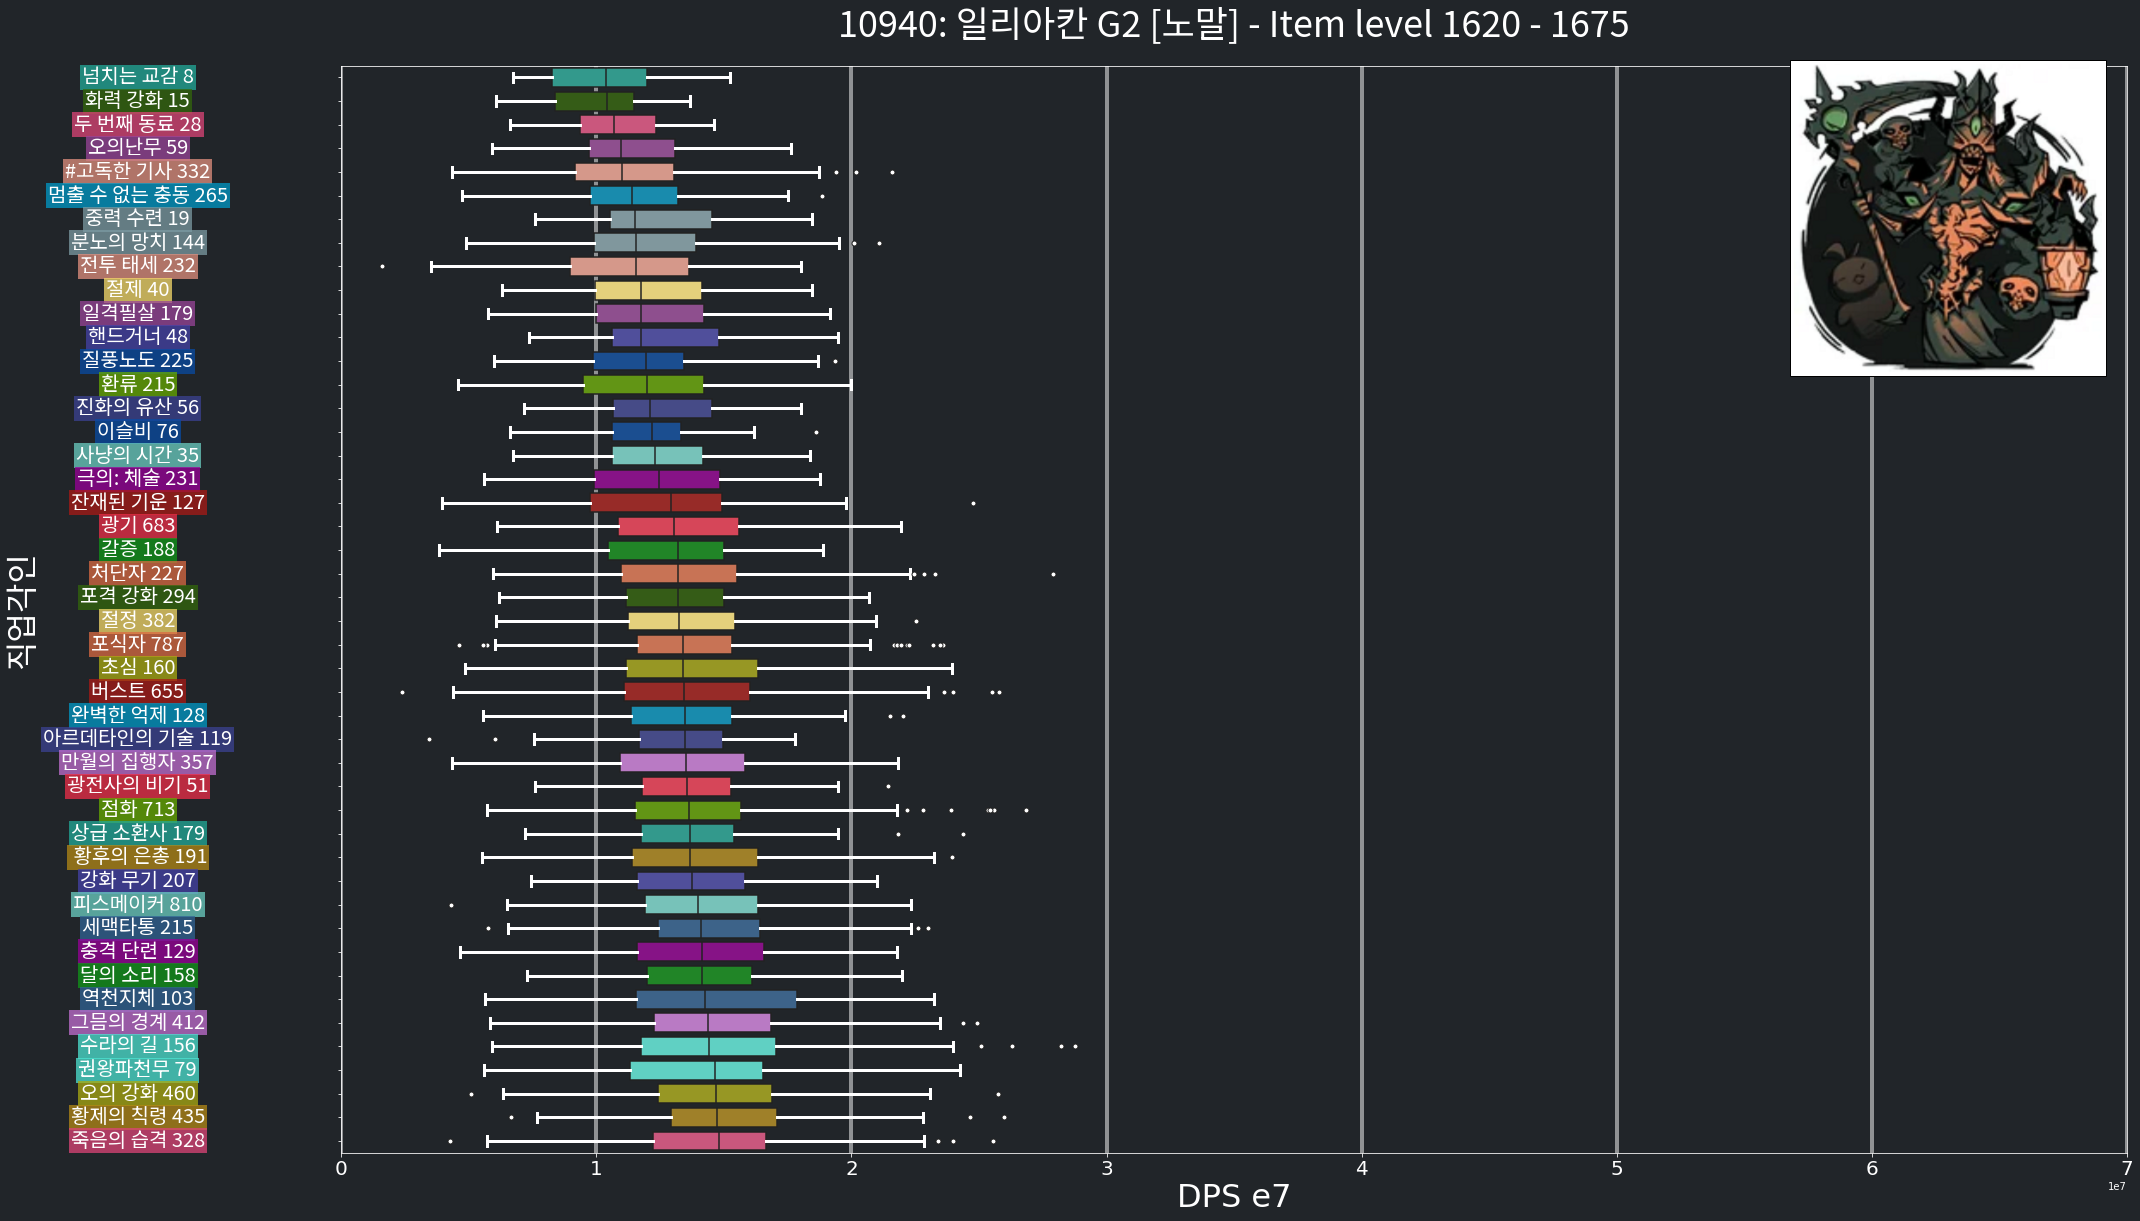 10940: 일리아칸 G2 [노말] - Item level 1620 - 1675
넘치는 교감 8
화력 강화 15
두 번째 동료 28
오의난무 59
#고독한 기사 332
멈출 수 없는 충동 265
중력 수련 19
분노의 망치 144
전투 태세 232
절제 40
일격필살 179
핸드거너 48
질풍노도 225
환류 215
진화의 유산 56
이슬비 76
사냥의 시간 35
극의: 체술 231
잔재된 기운 127
광기 683
갈증 188
처단자 227
포격 강화 294
절정 382
포식자 787
초심 160
버스트 655
완벽한 억제 128
아르데타인의 기술 119
만월의 집행자 357
광전사의 비기 51
점화 713
상급 소환사 179
황후의 은총 191
강화 무기 207
피스메이커 810
세맥타통 215
충격 단련 129
달의 소리 158
역천지체 103
그믐의 경계 412
수라의 길 156
권왕파천무 79
오의 강화 460
황제의 칙령 435
죽음의 습격 328
직업각인
0 1 2 3 4 5 6 7
1e7
DPS e7